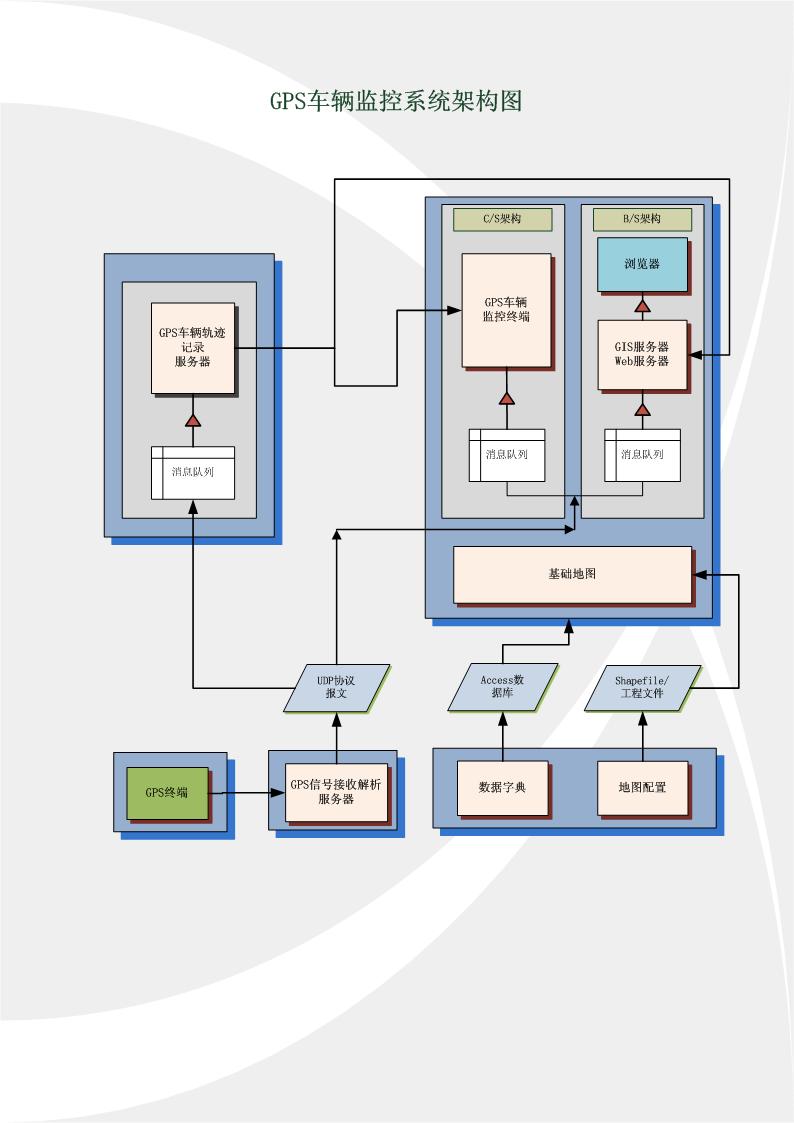 GPS车辆监控系统架构图
C/S架构
B/S架构
浏览器
GPS车辆
监控终端
GIS服务器
Web服务器
GPS车辆轨迹
记录
服务器
消息队列
消息队列
消息队列
基础地图
UDP协议
报文
Access数
据库
Shapefile/
工程文件
GPS终端
GPS信号接收解析
服务器
数据字典
地图配置